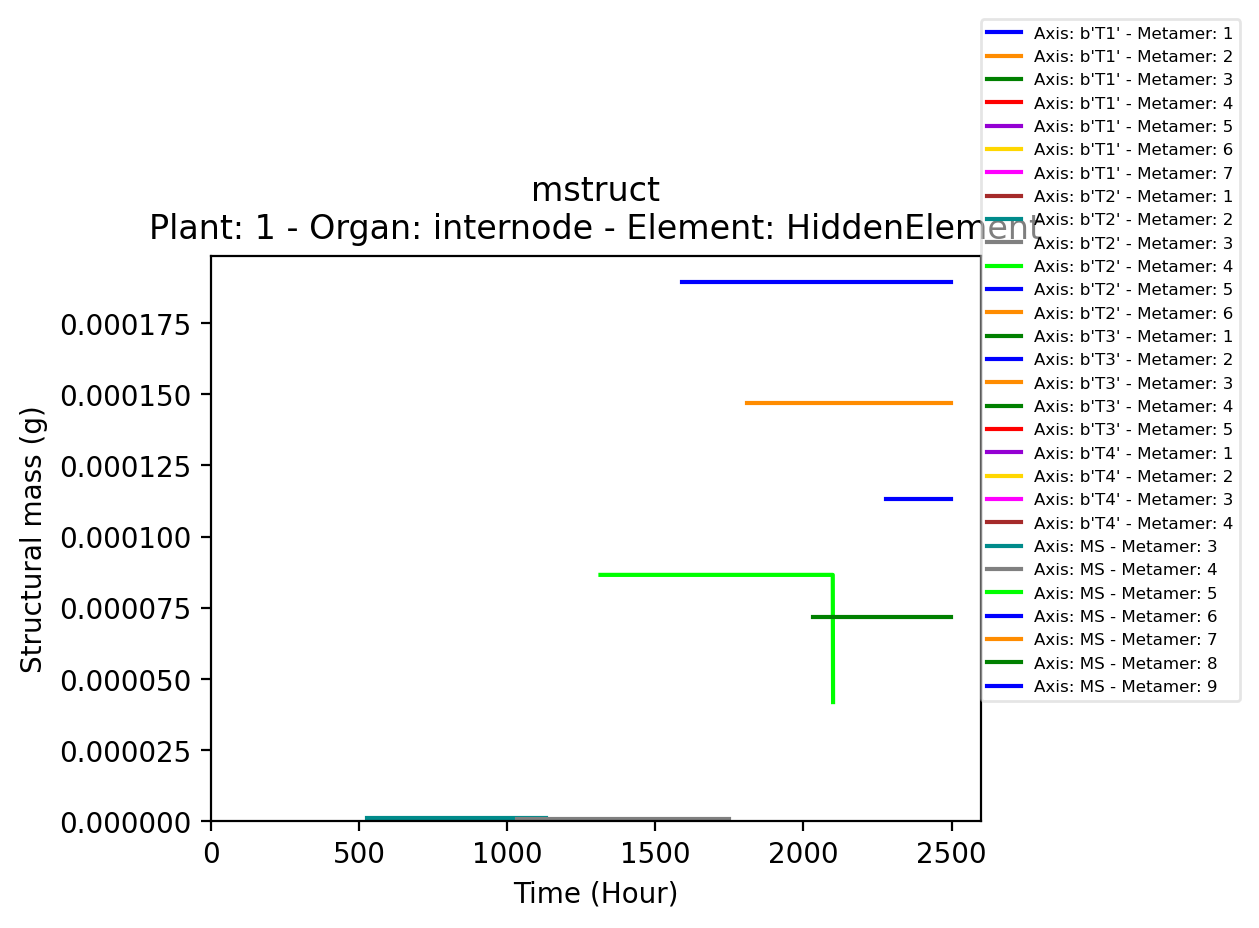 mstruct
Plant: 1 - Organ: internode - Element: HiddenElement
Structural mass (g)
0.000175
0.000150
0.000125
0.000100
0.000075
0.000050
0.000025
0.000000
0
500
1000
1500
2000
2500
Time (Hour)
Axis: b'T1' - Metamer: 1
Axis: b'T1' - Metamer: 2
Axis: b'T1' - Metamer: 3
Axis: b'T1' - Metamer: 4
Axis: b'T1' - Metamer: 5
Axis: b'T1' - Metamer: 6
Axis: b'T1' - Metamer: 7
Axis: b'T2' - Metamer: 1
Axis: b'T2' - Metamer: 2
Axis: b'T2' - Metamer: 3
Axis: b'T2' - Metamer: 4
Axis: b'T2' - Metamer: 5
Axis: b'T2' - Metamer: 6
Axis: b'T3' - Metamer: 1
Axis: b'T3' - Metamer: 2
Axis: b'T3' - Metamer: 3
Axis: b'T3' - Metamer: 4
Axis: b'T3' - Metamer: 5
Axis: b'T4' - Metamer: 1
Axis: b'T4' - Metamer: 2
Axis: b'T4' - Metamer: 3
Axis: b'T4' - Metamer: 4
Axis: MS - Metamer: 3
Axis: MS - Metamer: 4
Axis: MS - Metamer: 5
Axis: MS - Metamer: 6
Axis: MS - Metamer: 7
Axis: MS - Metamer: 8
Axis: MS - Metamer: 9